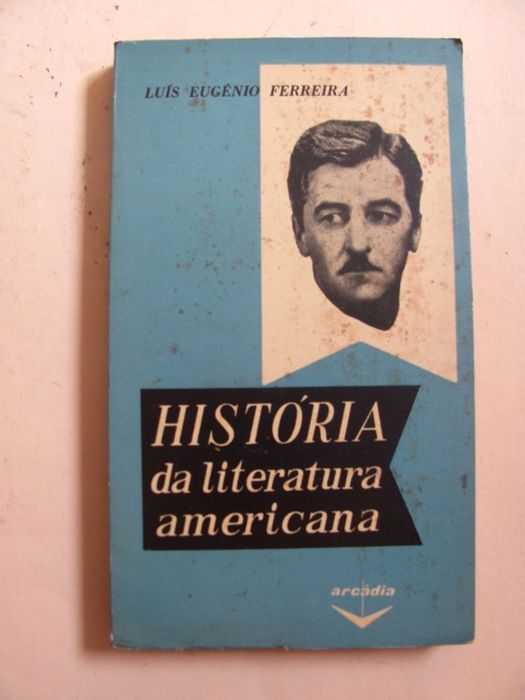 LUÍS EUGÉNIO FERREIRA
HISTÓRIA
da literatura
americana
arcádia